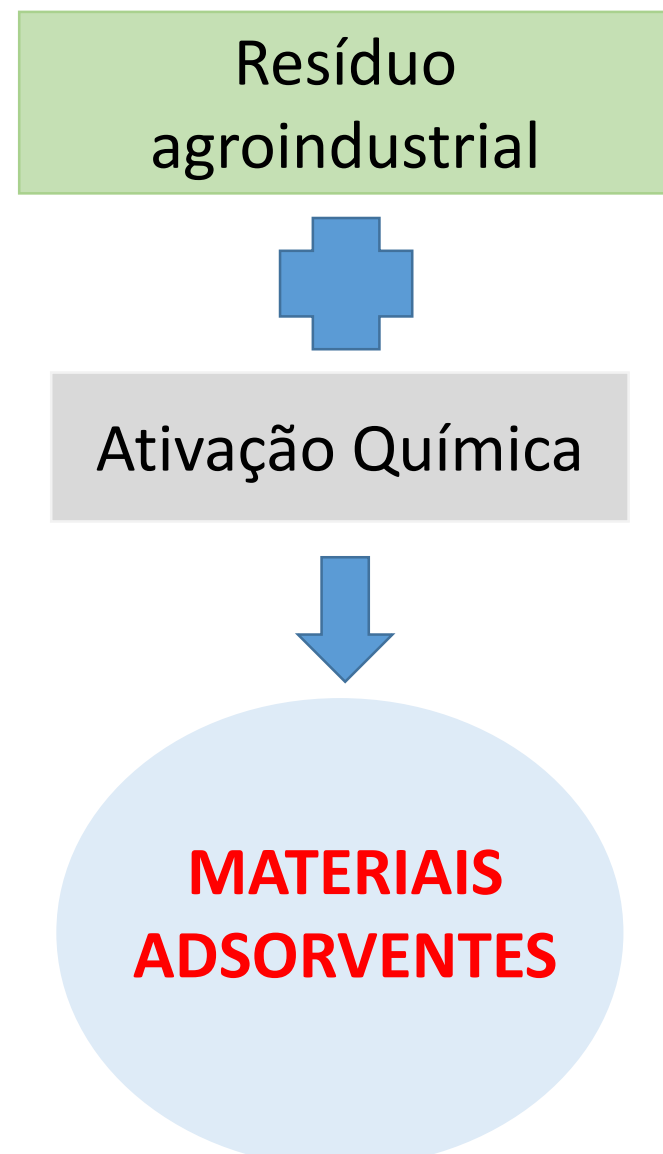 Resíduo
agroindustrial
Ativação Química
MATERIAIS
ADSORVENTES